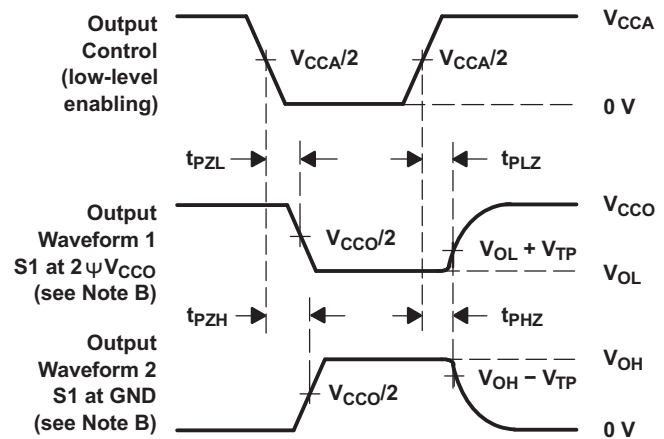 Output
Control
(low-level
enabling)
VCCA
VCCA/2
VCCA/2
0 V
tPZL
tPLZ
Output
Waveform 1
S1 at 2 ψ VCCO
(see Note B)
VCCO
VCCO/2
VOL + VTP
VOL
tPZH
tPHZ
Output
Waveform 2
S1 at GND
(see Note B)
VOH
VCCO/2
VOH − VTP
0 V